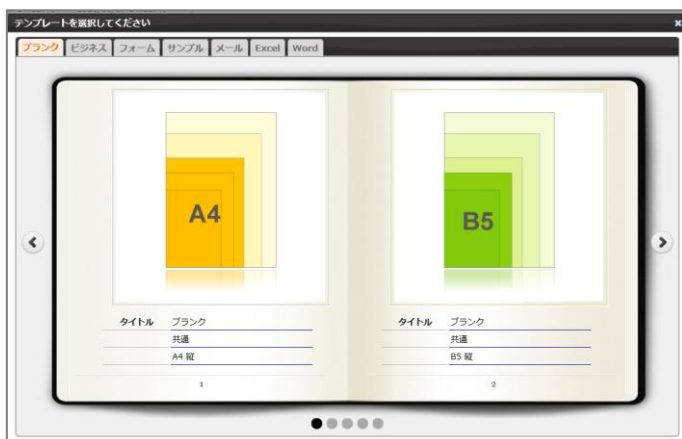 テンプレートを選択してください
ブランク ビジネス フォーム サンプル メール Excel Word
A4
タイトル ブランク
共通
A4 縦
1
B5
タイトル ブランク
共通
B5 縦
2